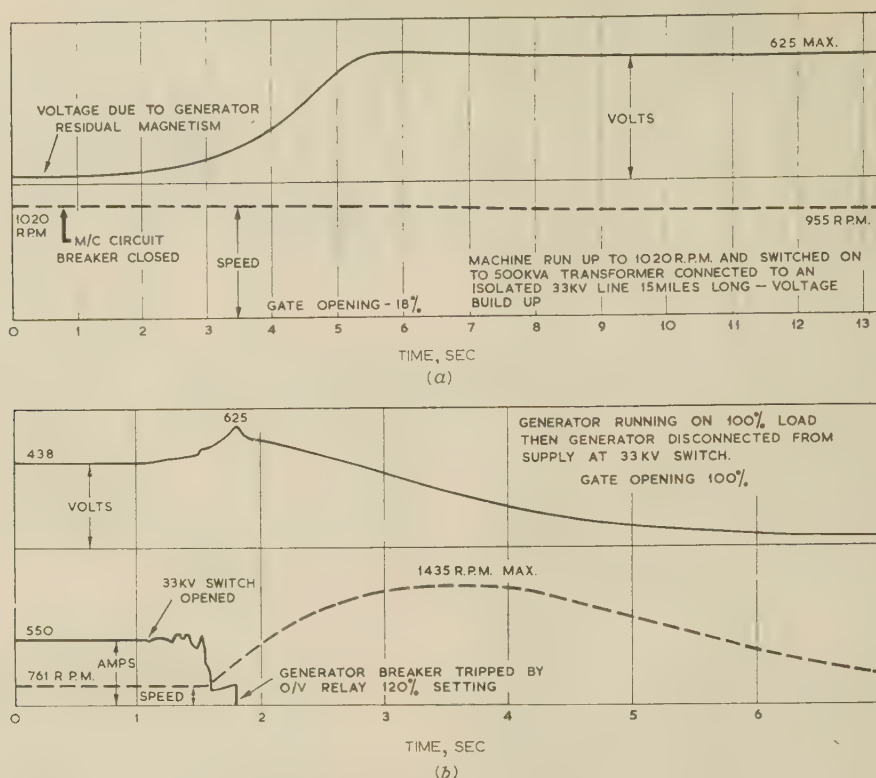 625 MAX.
VOLTAGE DUE TO GENERATOR
RESIDUAL MAGNETISM
VOLTS
1020
R P.M
M/C CIRCUIT
BREAKER CLOSED
SPEED
955 R.P.M.
MACHINE RUN UP TO 1020 R.P.M. AND SWITCHED ON
TO 500KVA TRANSFORMER CONNECTED TO AN
ISOLATED 33KV LINE 15MILES LONG — VOLTAGE
BUILD UP
GATE OPENING - 18%
0 1 2 3 4 5 6 7 8 9 10 11 12 13
TIME, SEC
(a)
625
GENERATOR RUNNING ON 100% LOAD
THEN GENERATOR DISCONNECTED FROM
SUPPLY AT 33KV SWITCH.
GATE OPENING 100%
438
VOLTS
33KV SWITCH
OPENED
1435 R.P.M. MAX.
550
AMPS
761 R P.M.
SPEED
GENERATOR BREAKER TRIPPED BY
O/V RELAY 120% SETTING
0 1 2 3 4 5 6
TIME, SEC
(b)